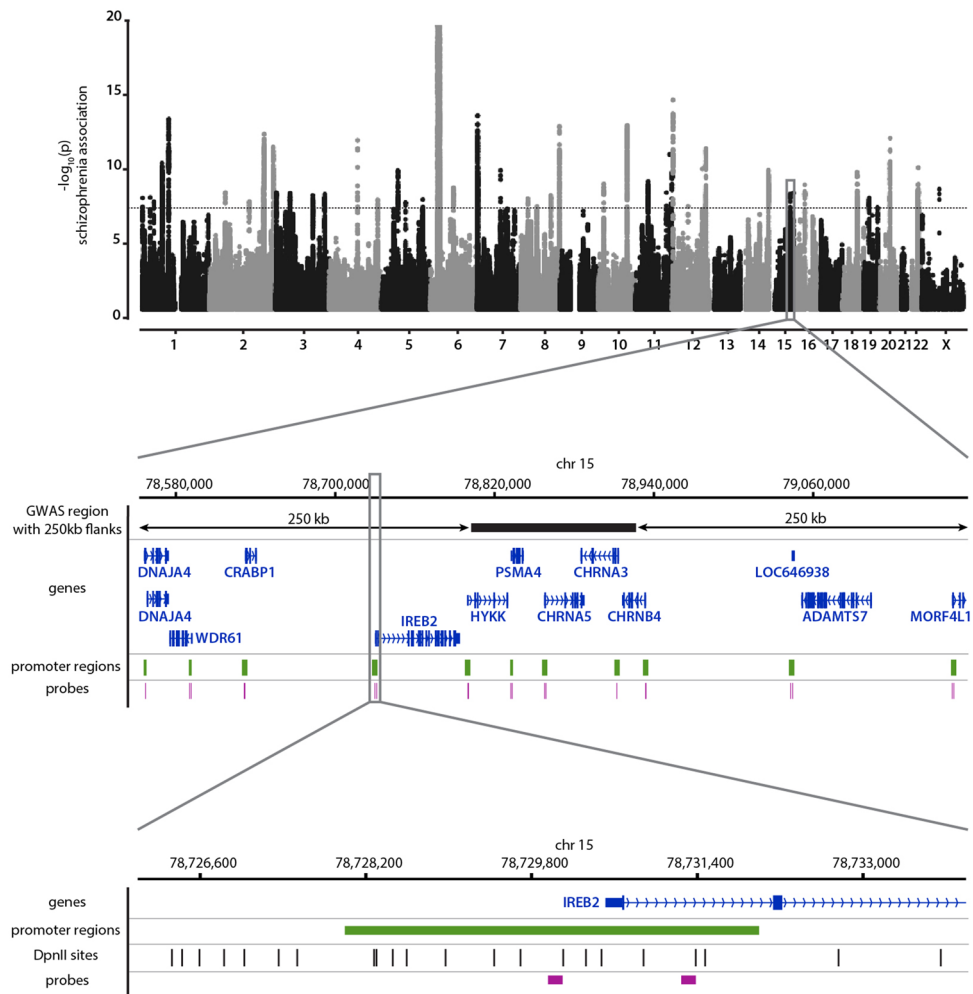 20
15
10
5
0
-log10(p)
schizophrenia association
1 2 3 4 5 6 7 8 9 10 11 12 13 14 15 16 17 18 19 20 21 22 X
chr 15
78,580,000 78,700,000 78,820,000 78,940,000 79,060,000
GWAS region
with 250kb flanks
250 kb 250 kb
genes
DNAJA4 CRABP1 PSMA4 CHRNA3 LOC646938
DNAJA4 HYKK CHRNA5 CHRNB4 ADAMTS7 MORF4L1
WDR61 IREB2
promoter regions
probes
chr 15
78,726,600 78,728,200 78,729,800 78,731,400 78,733,000
genes IREB2
promoter regions
DpnII sites
probes